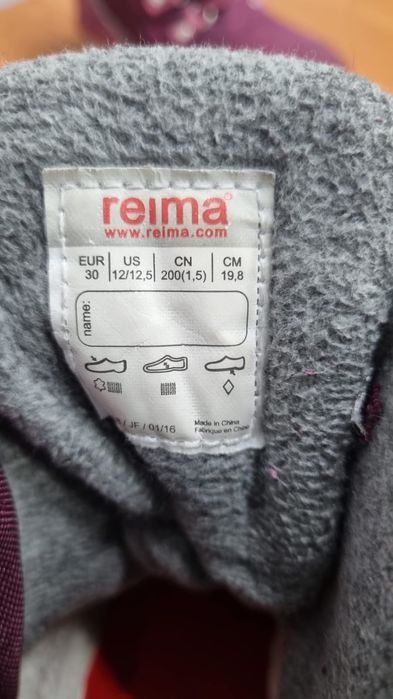 reima®
www.reima.com
EUR US CN CM
30 12/12,5 200(1,5) 19,8
name:
/ JF / 01/16
Made in China
Fabriqué en Chine